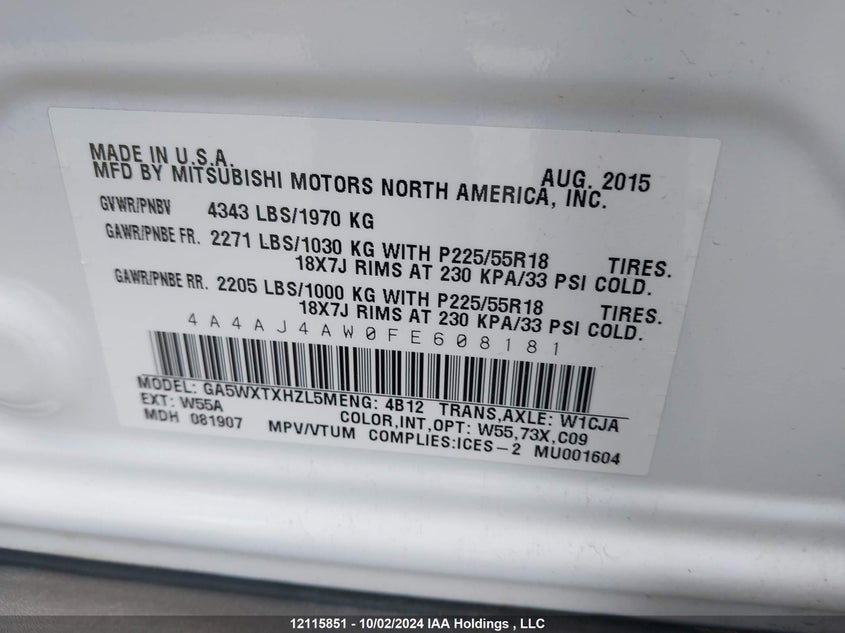 MADE IN U.S.A. AUG. 2015
MFD BY MITSUBISHI MOTORS NORTH AMERICA, INC.
GVWR/PNBV 4343 LBS/1970 KG
GAWR/PNBE FR. 2271 LBS/1030 KG WITH P225/55R18 TIRES.
18X7J RIMS AT 230 KPA/33 PSI COLD.
GAWR/PNBE RR. 2205 LBS/1000 KG WITH P225/55R18 TIRES.
18X7J RIMS AT 230 KPA/33 PSI COLD.
4A4AJ4AW0FE608181
MODEL: GA5WXTXHZL5MENG: 4B12 TRANS,AXLE: W1CJA
EXT: W55A COLOR,INT,OPT: W55,73X,C09
MDH 081907 MPV/VTUM COMPLIES:ICES-2 MU001604
12115851 - 10/02/2024 IAA Holdings , LLC